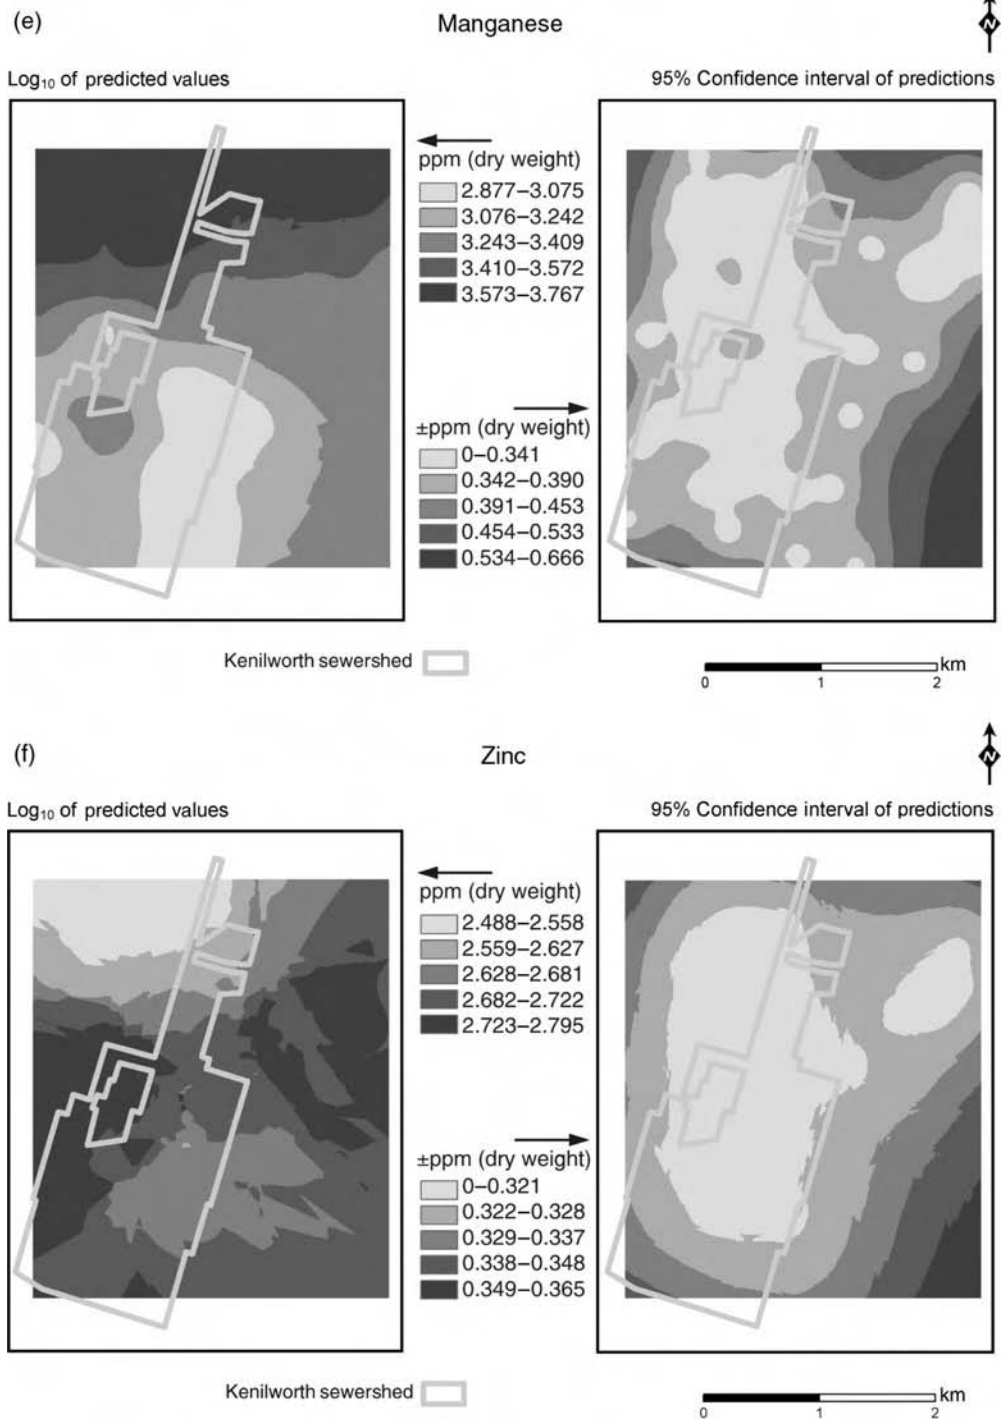 (e)
Manganese
N
Log₁₀ of predicted values
95% Confidence interval of predictions
ppm (dry weight)
2.877–3.075
3.076–3.242
3.243–3.409
3.410–3.572
3.573–3.767
±ppm (dry weight)
0–0.341
0.342–0.390
0.391–0.453
0.454–0.533
0.534–0.666
Kenilworth sewershed
km
0 1 2
(f)
Zinc
N
Log₁₀ of predicted values
95% Confidence interval of predictions
ppm (dry weight)
2.488–2.558
2.559–2.627
2.628–2.681
2.682–2.722
2.723–2.795
±ppm (dry weight)
0–0.321
0.322–0.328
0.329–0.337
0.338–0.348
0.349–0.365
Kenilworth sewershed
km
0 1 2